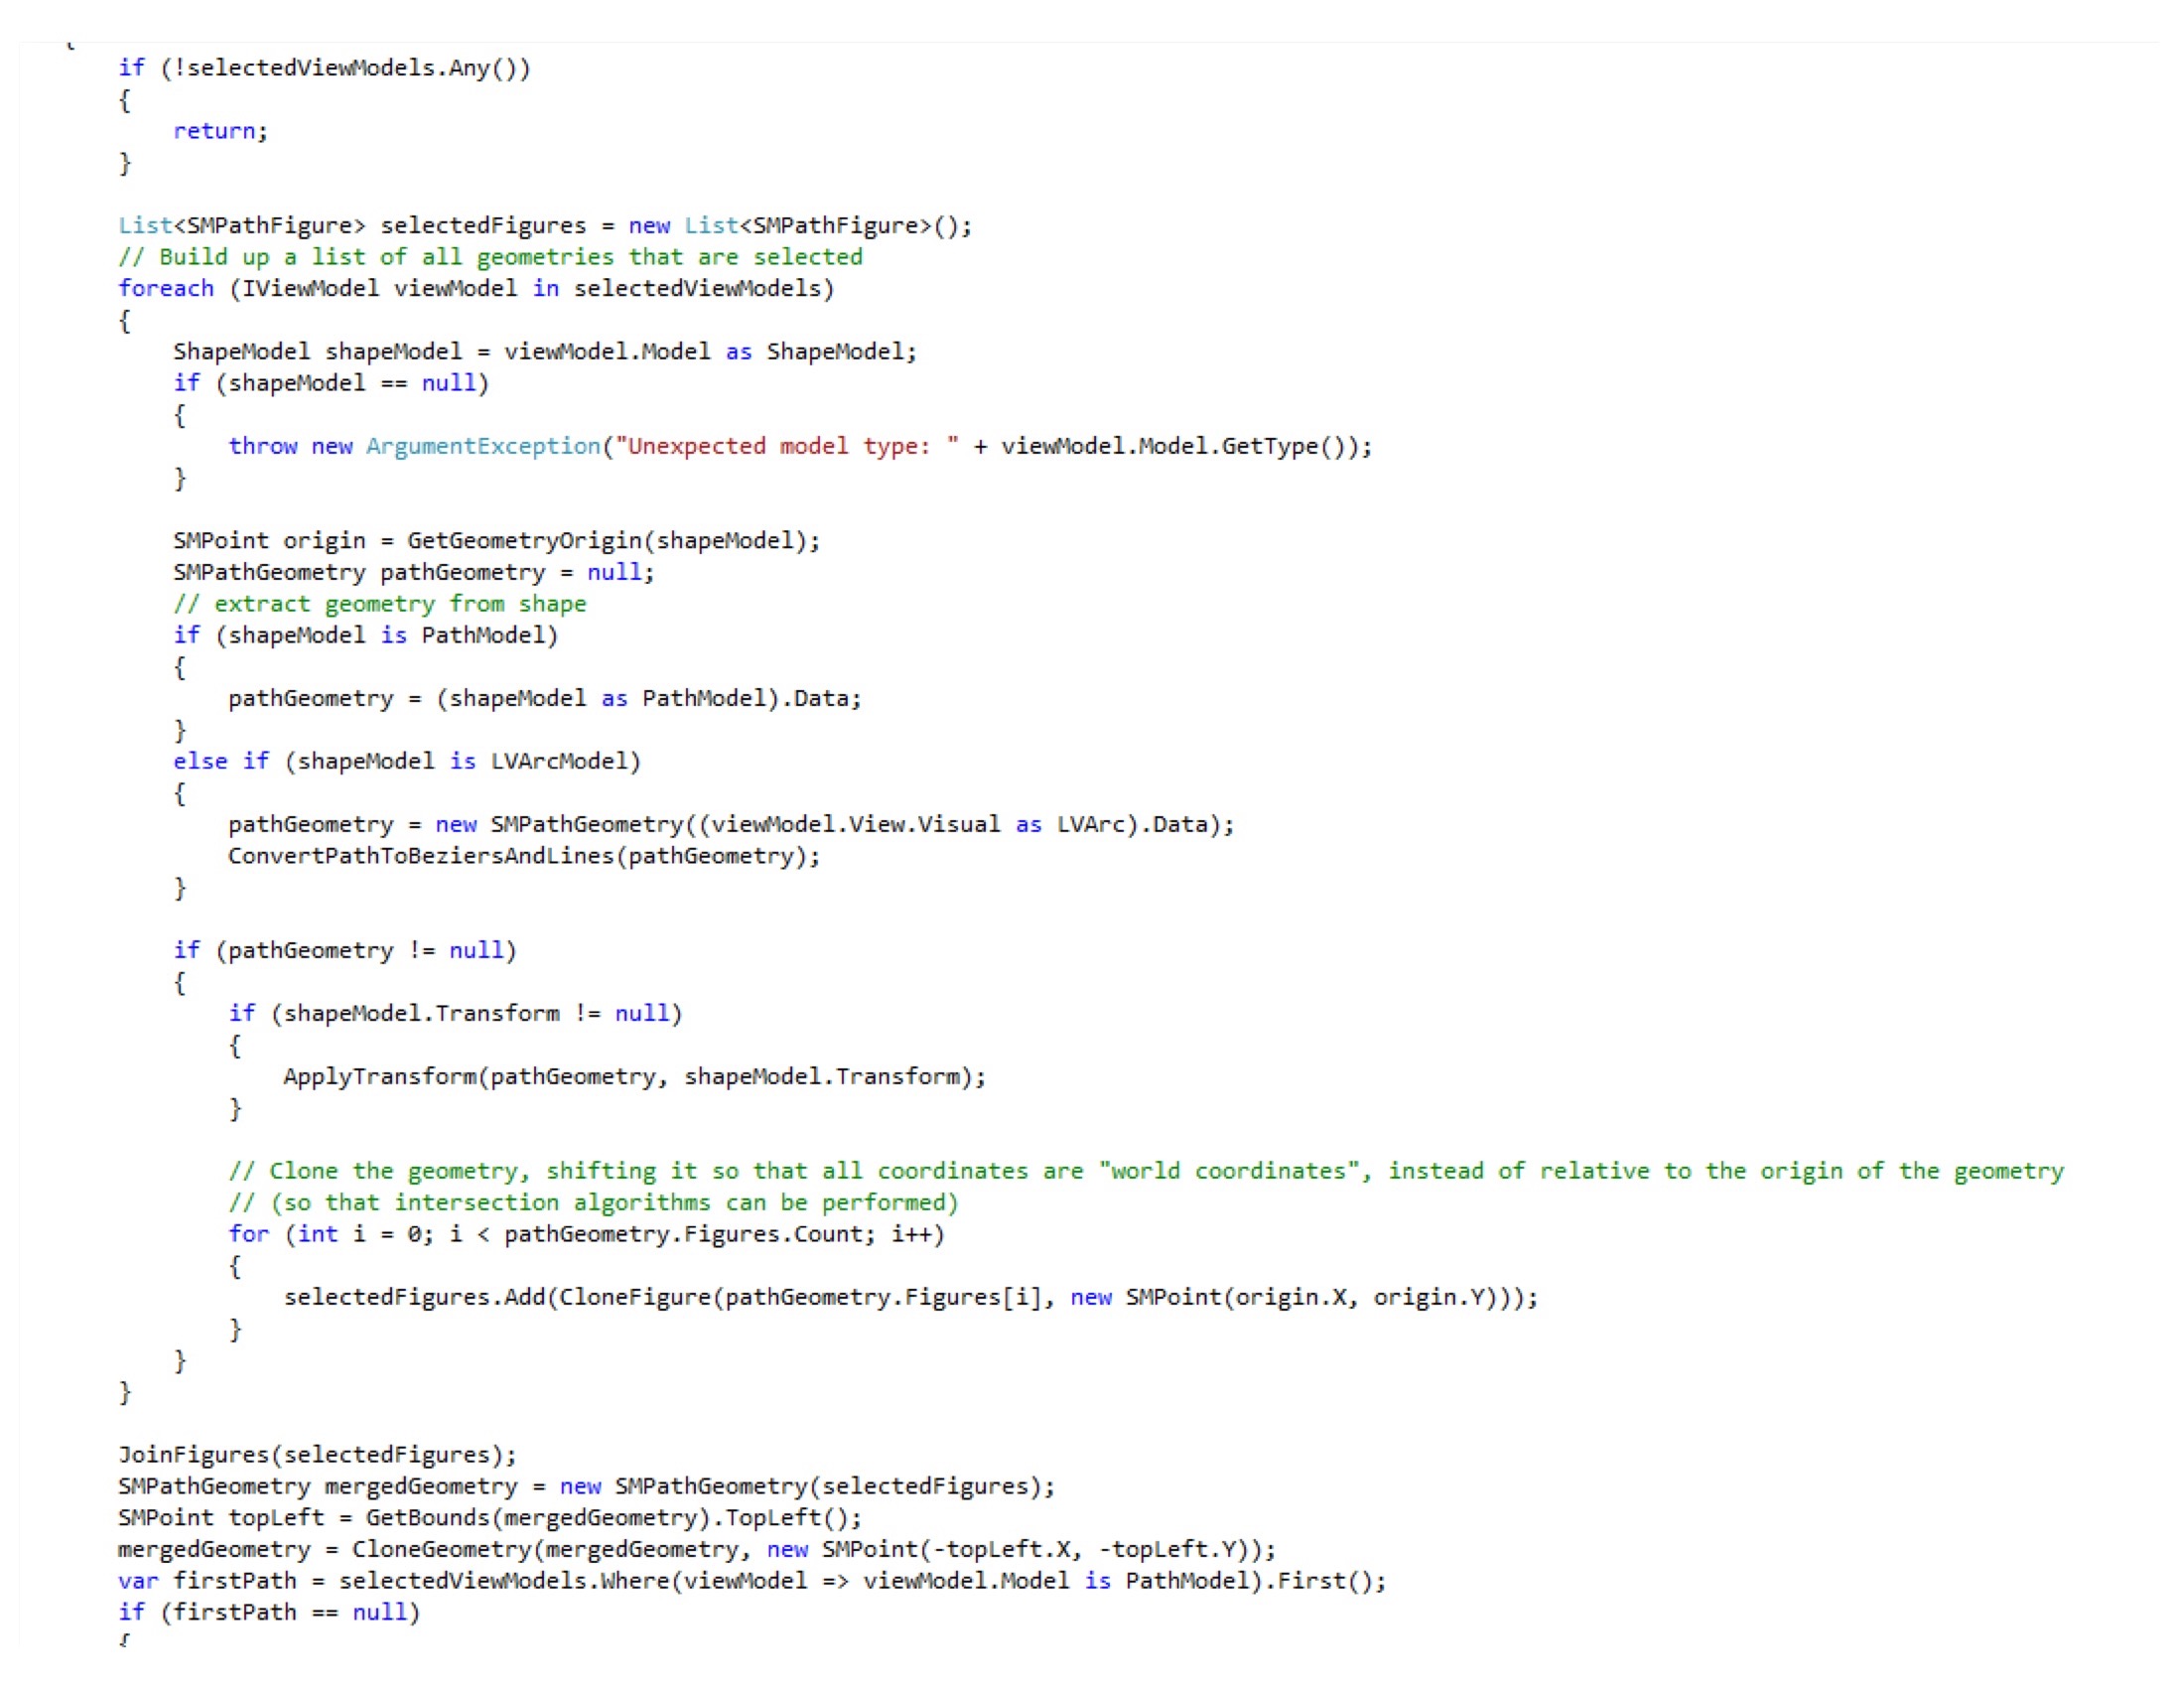 {
if (!selectedViewModels.Any())
{
return;
}
List<SMPathFigure> selectedFigures = new List<SMPathFigure>();
// Build up a list of all geometries that are selected
foreach (IViewModel viewModel in selectedViewModels)
{
ShapeModel shapeModel = viewModel.Model as ShapeModel;
if (shapeModel == null)
{
throw new ArgumentException("Unexpected model type: " + viewModel.Model.GetType());
}
SMPoint origin = GetGeometryOrigin(shapeModel);
SMPathGeometry pathGeometry = null;
// extract geometry from shape
if (shapeModel is PathModel)
{
pathGeometry = (shapeModel as PathModel).Data;
}
else if (shapeModel is LVArcModel)
{
pathGeometry = new SMPathGeometry((viewModel.View.Visual as LVArc).Data);
ConvertPathToBeziersAndLines(pathGeometry);
}
if (pathGeometry != null)
{
if (shapeModel.Transform != null)
{
ApplyTransform(pathGeometry, shapeModel.Transform);
}
// Clone the geometry, shifting it so that all coordinates are "world coordinates", instead of relative to the origin of the geometry
// (so that intersection algorithms can be performed)
for (int i = 0; i < pathGeometry.Figures.Count; i++)
{
selectedFigures.Add(CloneFigure(pathGeometry.Figures[i], new SMPoint(origin.X, origin.Y)));
}
}
}
JoinFigures(selectedFigures);
SMPathGeometry mergedGeometry = new SMPathGeometry(selectedFigures);
SMPoint topLeft = GetBounds(mergedGeometry).TopLeft();
mergedGeometry = CloneGeometry(mergedGeometry, new SMPoint(-topLeft.X, -topLeft.Y));
var firstPath = selectedViewModels.Where(viewModel => viewModel.Model is PathModel).First();
if (firstPath == null)
{